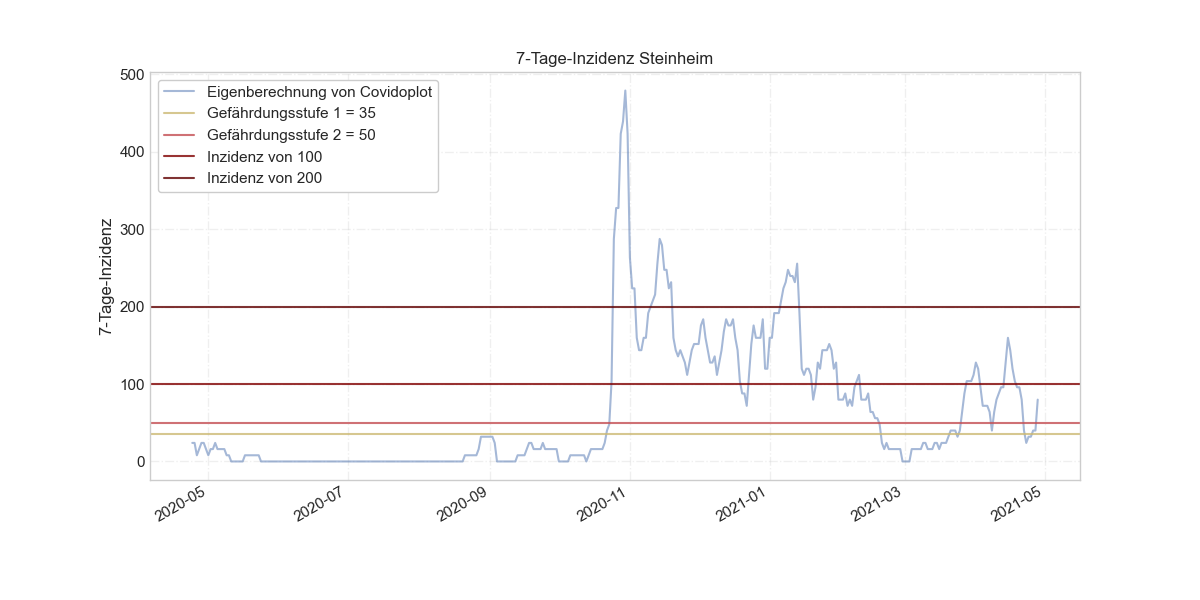 7-Tage-Inzidenz Steinheim
Eigenberechnung von Covidoplot
Gefährdungsstufe 1 = 35
Gefährdungsstufe 2 = 50
Inzidenz von 100
Inzidenz von 200
7-Tage-Inzidenz
500
400
300
200
100
0
2020-05
2020-07
2020-09
2020-11
2021-01
2021-03
2021-05